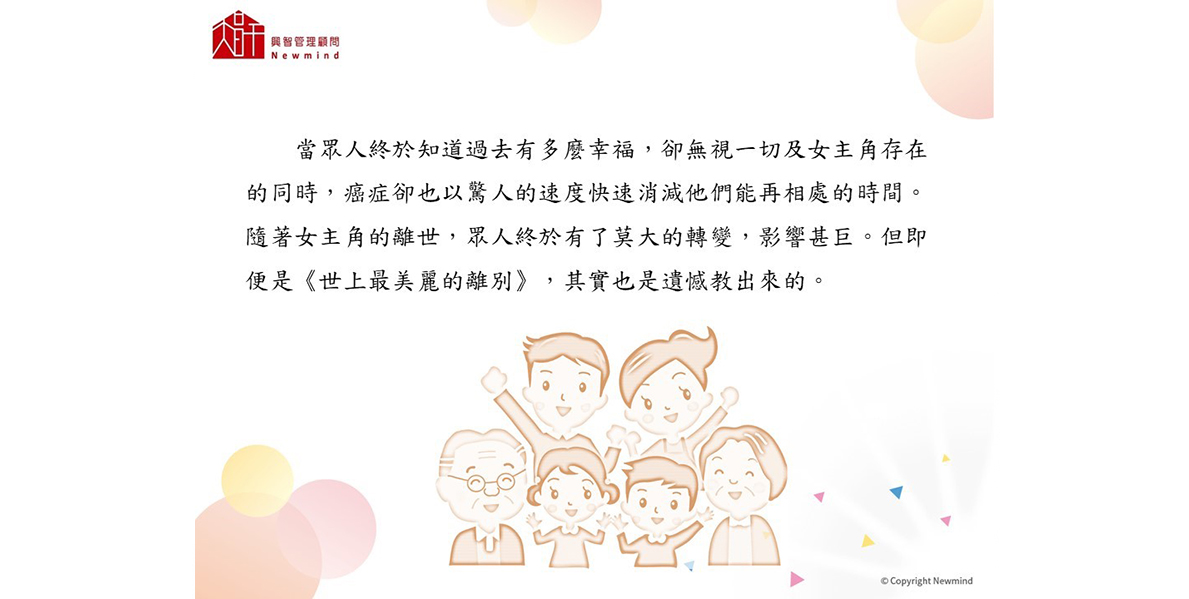 興智管理顧問
Newmind
當眾人終於知道過去有多麼幸福，卻無視一切及女主角存在
的同時，癌症卻也以驚人的速度快速消減他們能再相處的時間。
隨著女主角的離世，眾人終於有了莫大的轉變，影響甚巨。但即
便是《世上最美麗的離別》，其實也是遺憾教出來的。
© Copyright Newmind